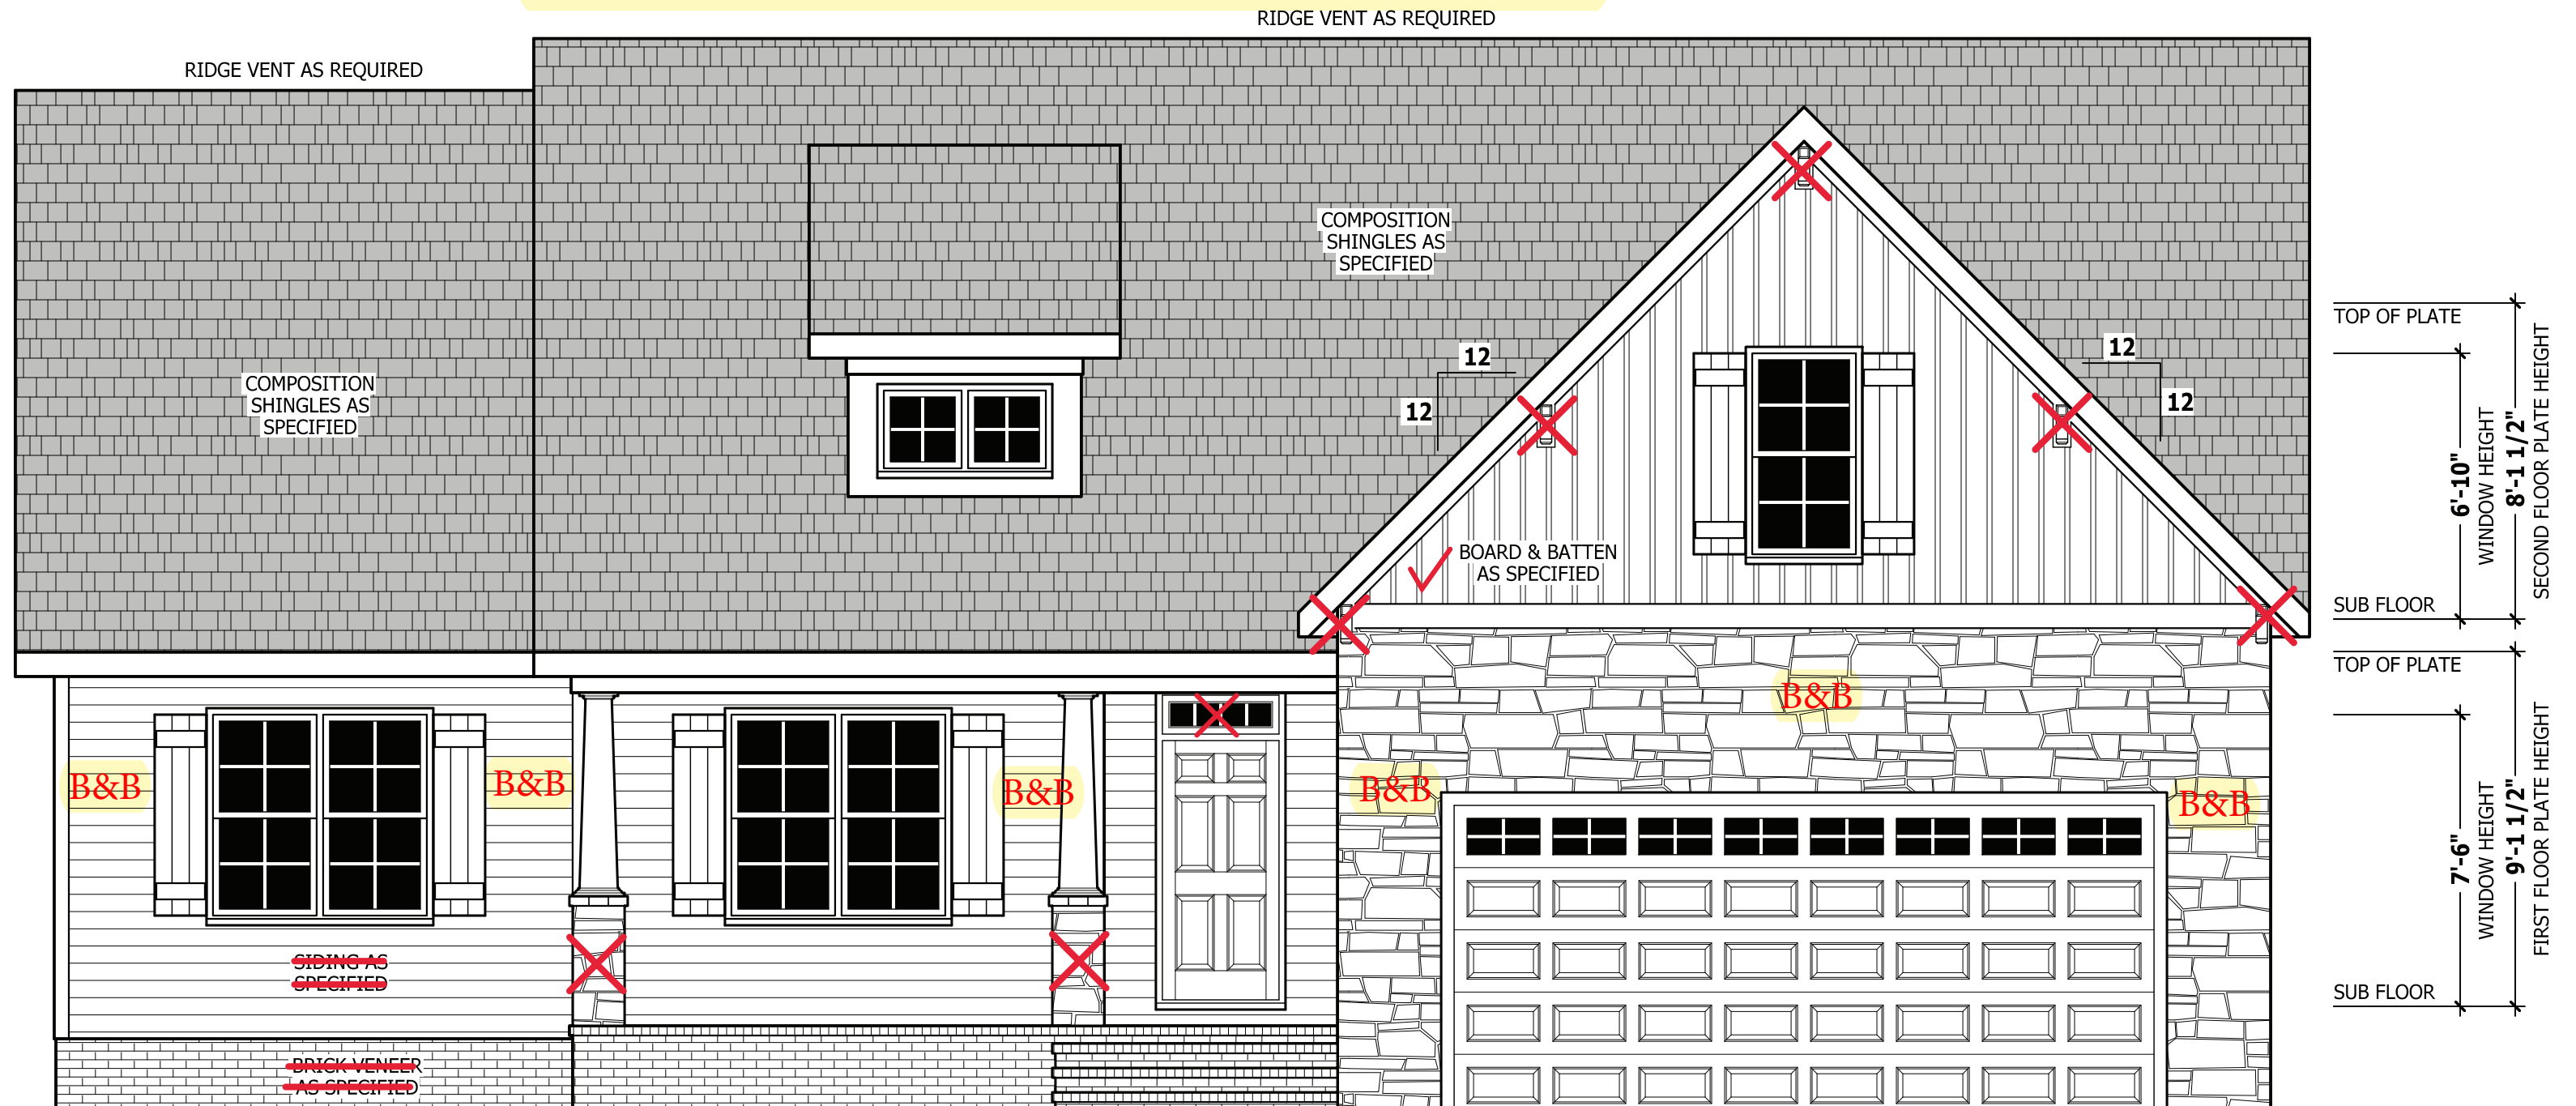 RIDGE VENT AS REQUIRED
RIDGE VENT AS REQUIRED
COMPOSITION
SHINGLES AS
SPECIFIED
COMPOSITION
SHINGLES AS
SPECIFIED
12
12
12
12
BOARD & BATTEN
AS SPECIFIED
TOP OF PLATE
6'-10"
WINDOW HEIGHT
8'-1 1/2"
SECOND FLOOR PLATE HEIGHT
SUB FLOOR
TOP OF PLATE
7'-6"
WINDOW HEIGHT
9'-1 1/2"
FIRST FLOOR PLATE HEIGHT
SUB FLOOR
B&B
B&B
B&B
B&B
B&B
B&B
SIDING AS
SPECIFIED
BRICK VENEER
AS SPECIFIED